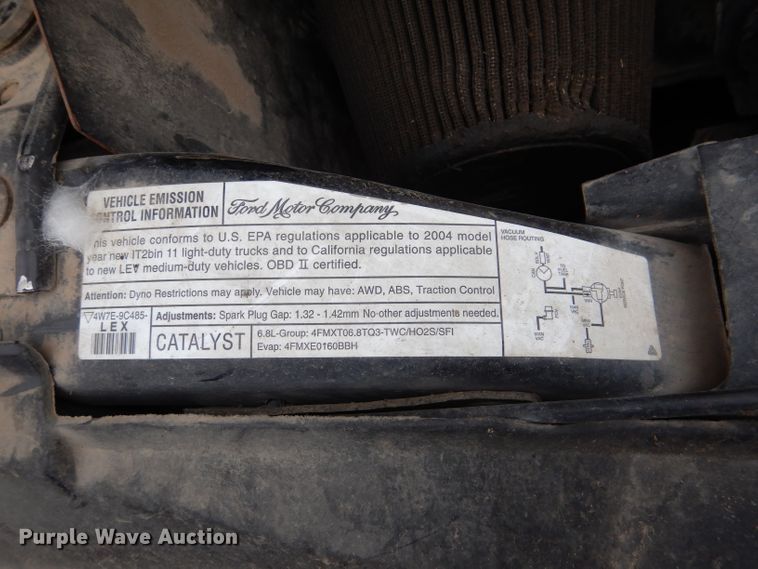 VEHICLE EMISSION
CONTROL INFORMATION
Ford Motor Company
This vehicle conforms to U.S. EPA regulations applicable to 2004 model
year new IT2bin 11 light-duty trucks and to California regulations applicable
to new LEV medium-duty vehicles. OBD II certified.
Attention: Dyno Restrictions may apply. Vehicle may have: AWD, ABS, Traction Control
4W7E-9C485-
LEX
Adjustments: Spark Plug Gap: 1.32 - 1.42mm No other adjustments needed.
CATALYST
6.8L-Group: 4FMXT06.8TQ3-TWC/HO2S/SFI
Evap: 4FMXE0160BBH
VACUUM
HOSE ROUTING
MAN
VAC
Purple Wave Auction